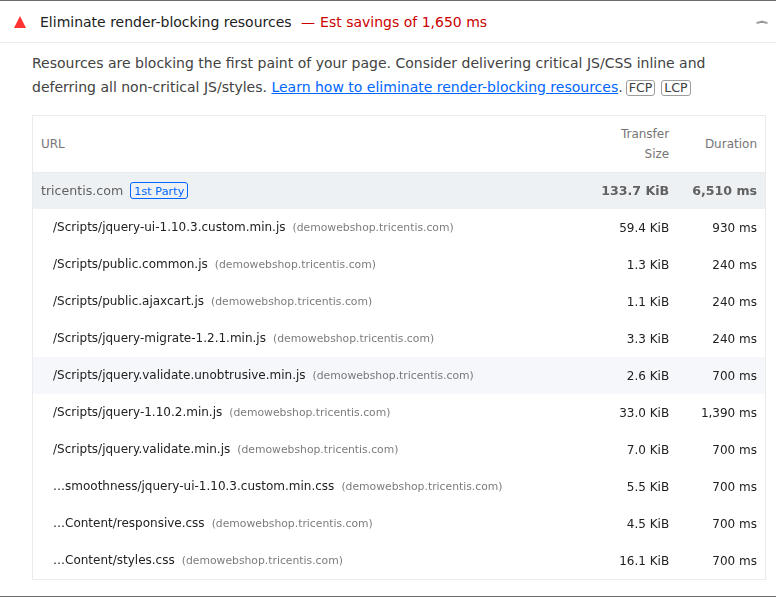 Eliminate render-blocking resources — Est savings of 1,650 ms
Resources are blocking the first paint of your page. Consider delivering critical JS/CSS inline and
deferring all non-critical JS/styles. Learn how to eliminate render-blocking resources. FCP LCP
URL Transfer Size Duration
tricentis.com 1st Party 133.7 KiB 6,510 ms
/Scripts/jquery-ui-1.10.3.custom.min.js (demowebshop.tricentis.com) 59.4 KiB 930 ms
/Scripts/public.common.js (demowebshop.tricentis.com) 1.3 KiB 240 ms
/Scripts/public.ajaxcart.js (demowebshop.tricentis.com) 1.1 KiB 240 ms
/Scripts/jquery-migrate-1.2.1.min.js (demowebshop.tricentis.com) 3.3 KiB 240 ms
/Scripts/jquery.validate.unobtrusive.min.js (demowebshop.tricentis.com) 2.6 KiB 700 ms
/Scripts/jquery-1.10.2.min.js (demowebshop.tricentis.com) 33.0 KiB 1,390 ms
/Scripts/jquery.validate.min.js (demowebshop.tricentis.com) 7.0 KiB 700 ms
…smoothness/jquery-ui-1.10.3.custom.min.css (demowebshop.tricentis.com) 5.5 KiB 700 ms
…Content/responsive.css (demowebshop.tricentis.com) 4.5 KiB 700 ms
…Content/styles.css (demowebshop.tricentis.com) 16.1 KiB 700 ms